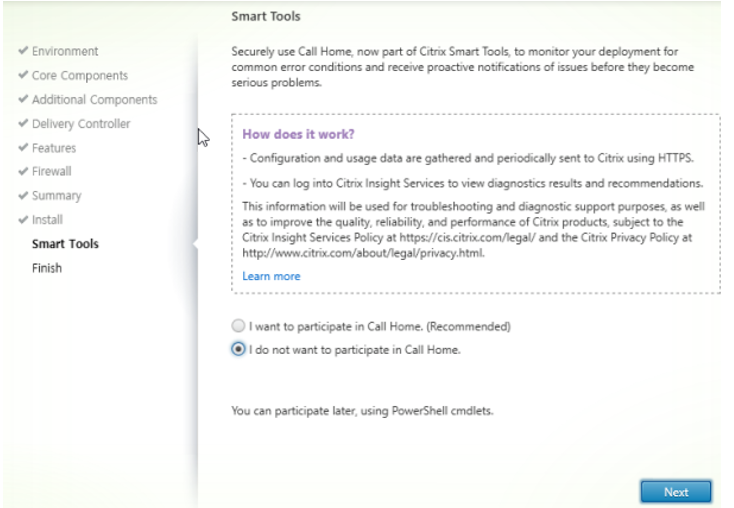 Smart Tools
Environment
Core Components
Additional Components
Delivery Controller
Features
Firewall
Summary
Install
Smart Tools
Finish
Securely use Call Home, now part of Citrix Smart Tools, to monitor your deployment for
common error conditions and receive proactive notifications of issues before they become
serious problems.
How does it work?
- Configuration and usage data are gathered and periodically sent to Citrix using HTTPS.
- You can log into Citrix Insight Services to view diagnostics results and recommendations.
This information will be used for troubleshooting and diagnostic support purposes, as well
as to improve the quality, reliability, and performance of Citrix products, subject to the
Citrix Insight Services Policy at https://cis.citrix.com/legal/ and the Citrix Privacy Policy at
http://www.citrix.com/about/legal/privacy.html.
Learn more
I want to participate in Call Home. (Recommended)
I do not want to participate in Call Home.
You can participate later, using PowerShell cmdlets.
Next